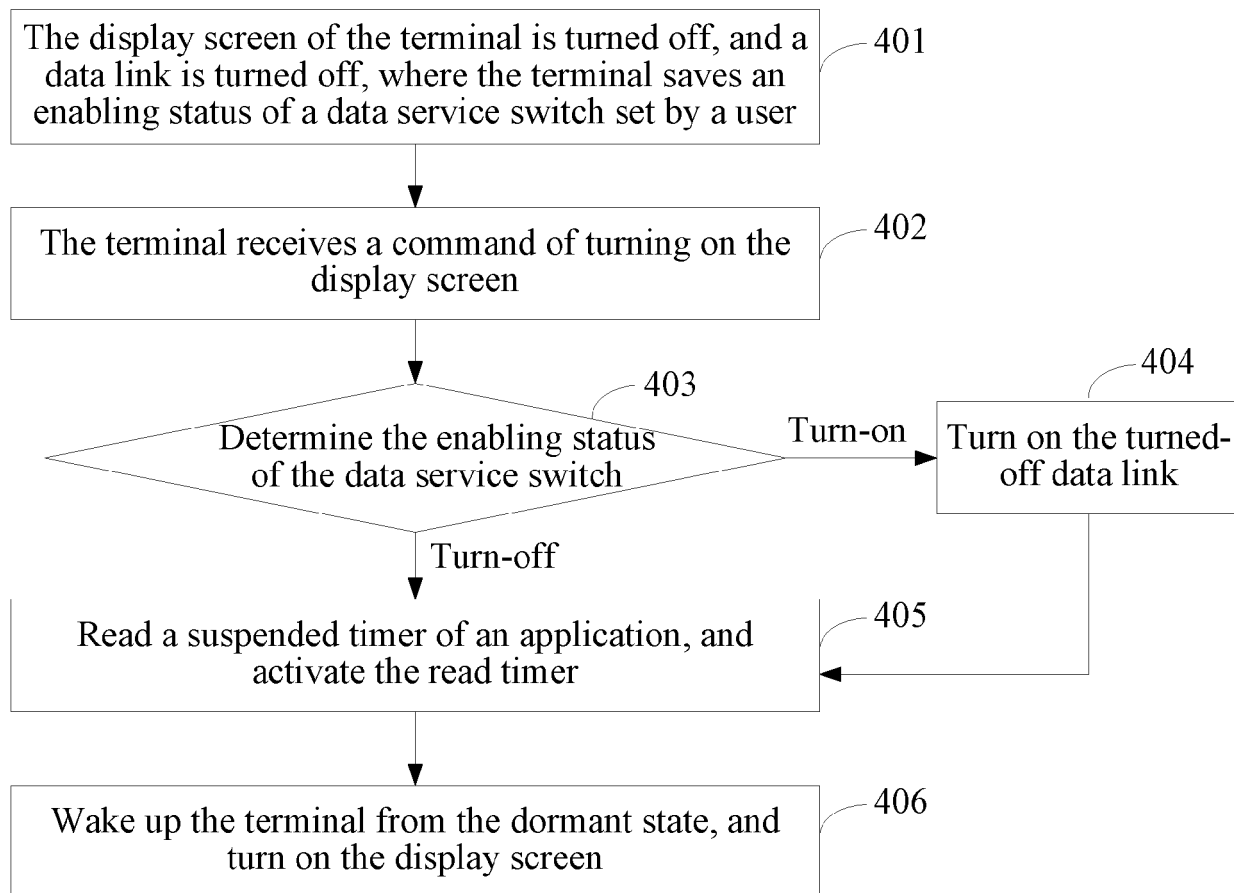 The display screen of the terminal is turned off, and a
data link is turned off, where the terminal saves an
enabling status of a data service switch set by a user
401
The terminal receives a command of turning on the
display screen
402
403
Determine the enabling status
of the data service switch
Turn-on
404
Turn on the turned-
off data link
Turn-off
405
Read a suspended timer of an application, and
activate the read timer
406
Wake up the terminal from the dormant state, and
turn on the display screen